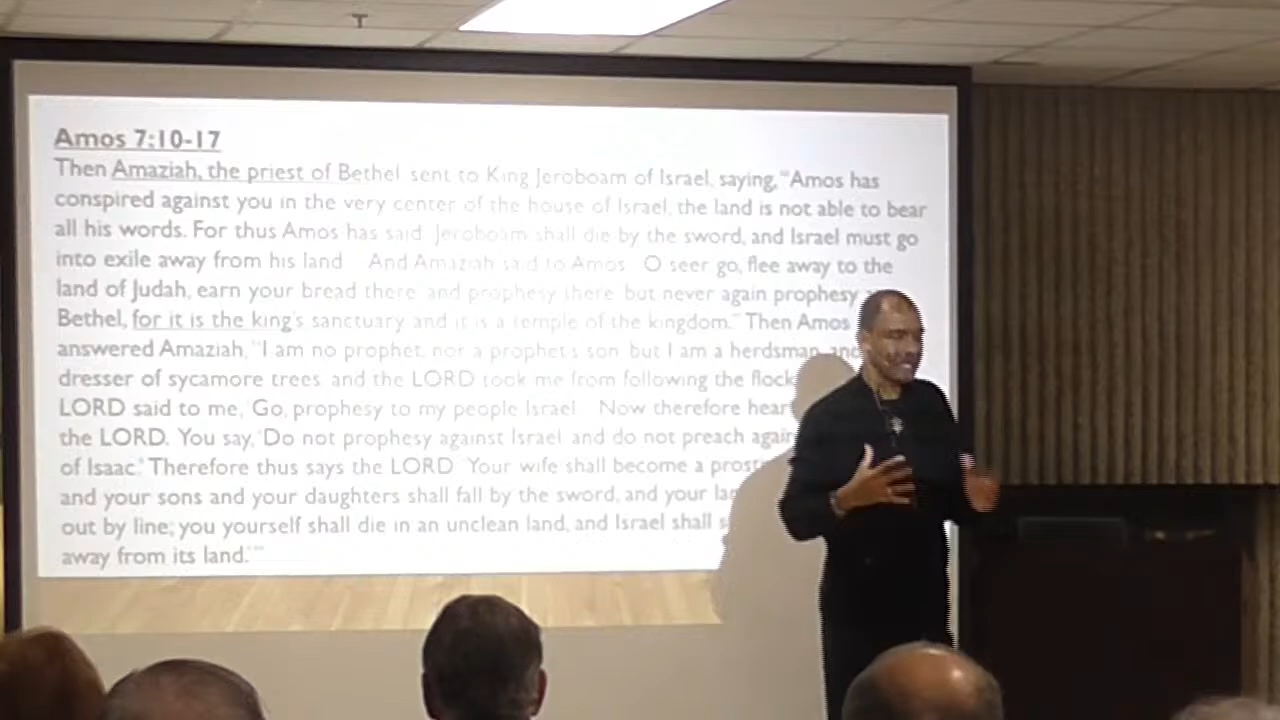 Amos 7:10-17
Then Amaziah, the priest of Bethel sent to King Jeroboam of Israel, saying, "Amos has
conspired against you in the very center of the house of Israel, the land is not able to bear
all his words. For thus Amos has said Jeroboam shall die by the sword, and Israel must go
into exile away from his land And Amaziah said to Amos O seer go, flee away to the
land of Judah, earn your bread there and prophesy there but never again prophesy
Bethel, for it is the king's sanctuary and it is a temple of the kingdom." Then Amos
answered Amaziah, "I am no prophet, nor a prophet's son but I am a herdsman and
dresser of sycamore trees and the LORD took me from following the flock
LORD said to me, 'Go, prophesy to my people Israel Now therefore hear
the LORD. You say, 'Do not prophesy against Israel and do not preach
of Isaac.' Therefore thus says the LORD Your wife shall become a
and your sons and your daughters shall fall by the sword, and your
out by line; you yourself shall die in an unclean land, and Israel shall
away from its land.'"